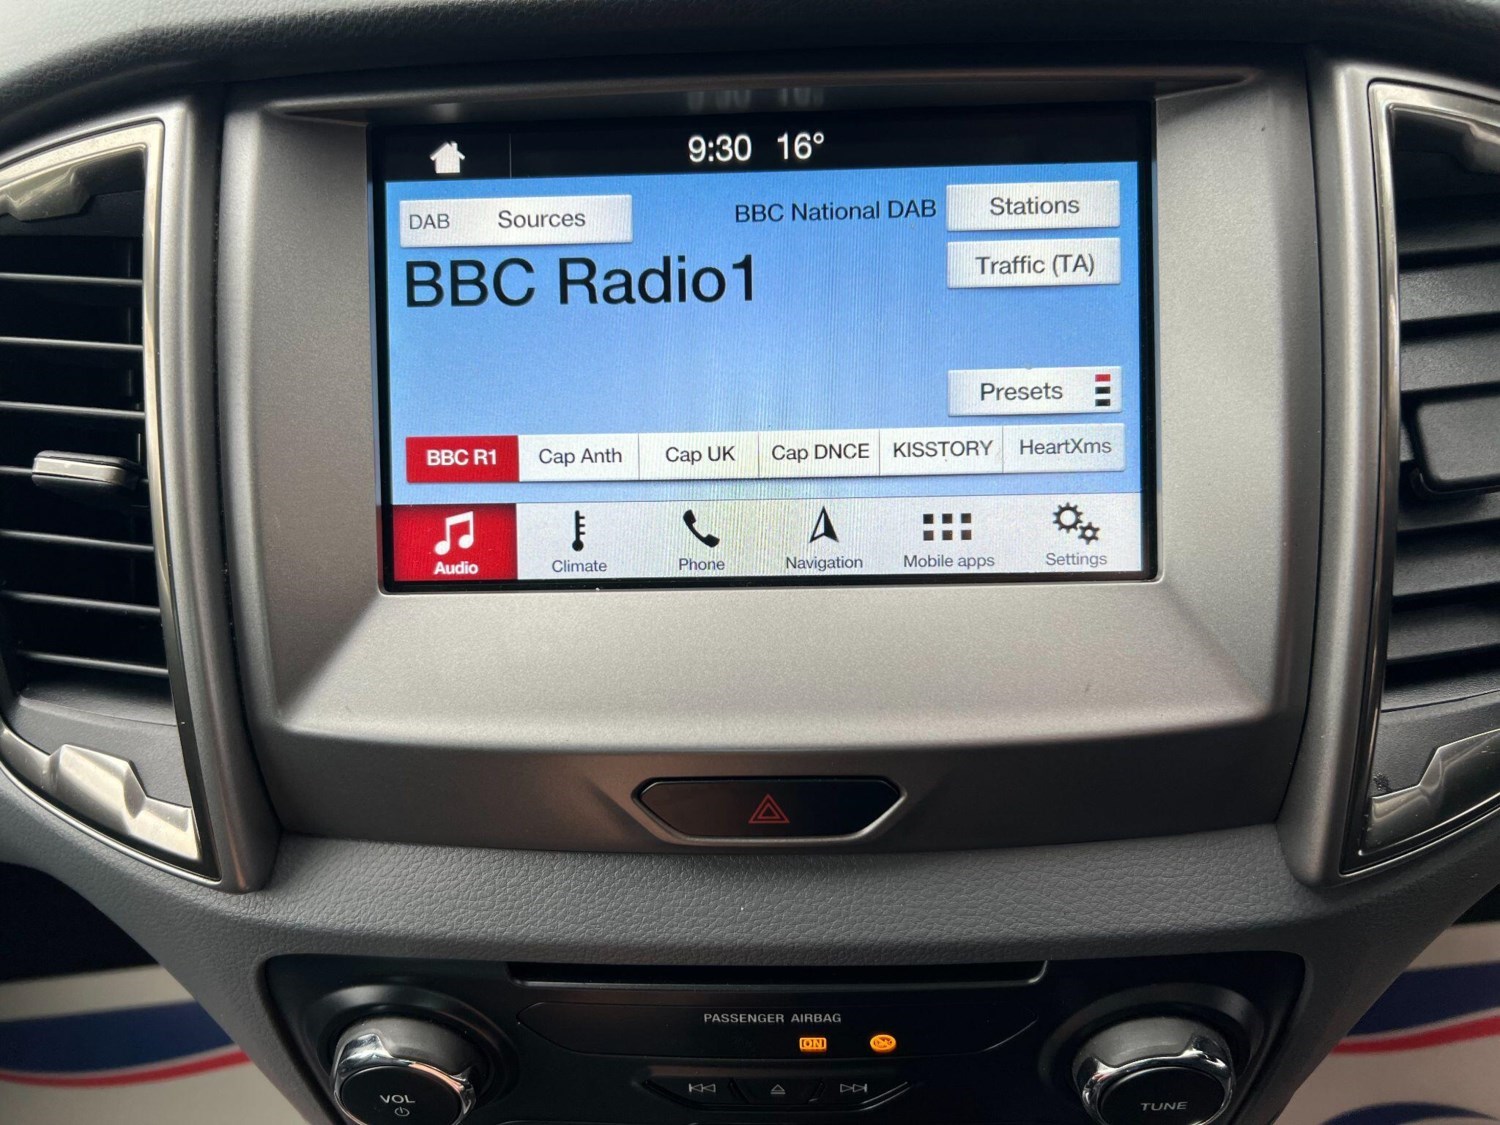 9:30 16°
DAB Sources
BBC National DAB
Stations
BBC Radio1
Traffic (TA)
Presets
BBC R1 Cap Anth Cap UK Cap DNCE KISSTORY HeartXms
Audio Climate Phone Navigation Mobile apps Settings
PASSENGER AIRBAG
ON
VOL
TUNE